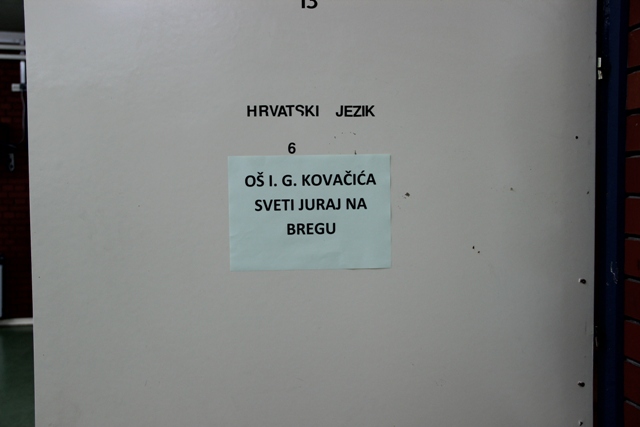 13
HRVATSKI JEZIK
6
OŠ I. G. KOVAČIĆA
SVETI JURAJ NA
BREGU